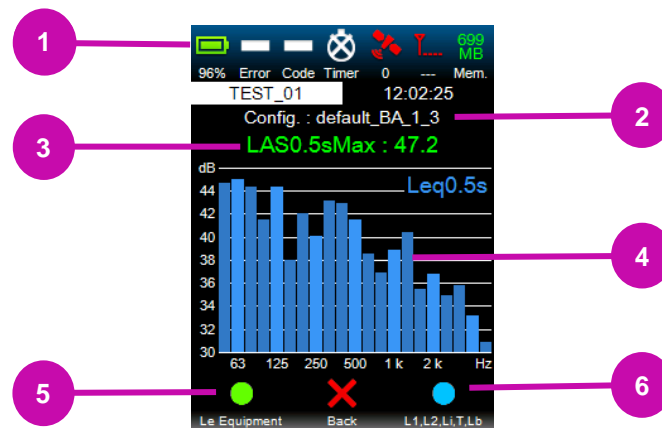 1
699
MB
96% Error Code Timer 0 --- Mem.
TEST_01 12:02:25
Config. : default_BA_1_3
2
LAS0.5sMax : 47.2
3
dB
Leq0.5s
44
42
40
38
4
36
34
32
30
63 125 250 500 1 k 2 k Hz
5
6
Le Equipment Back L1,L2,Li,T,Lb